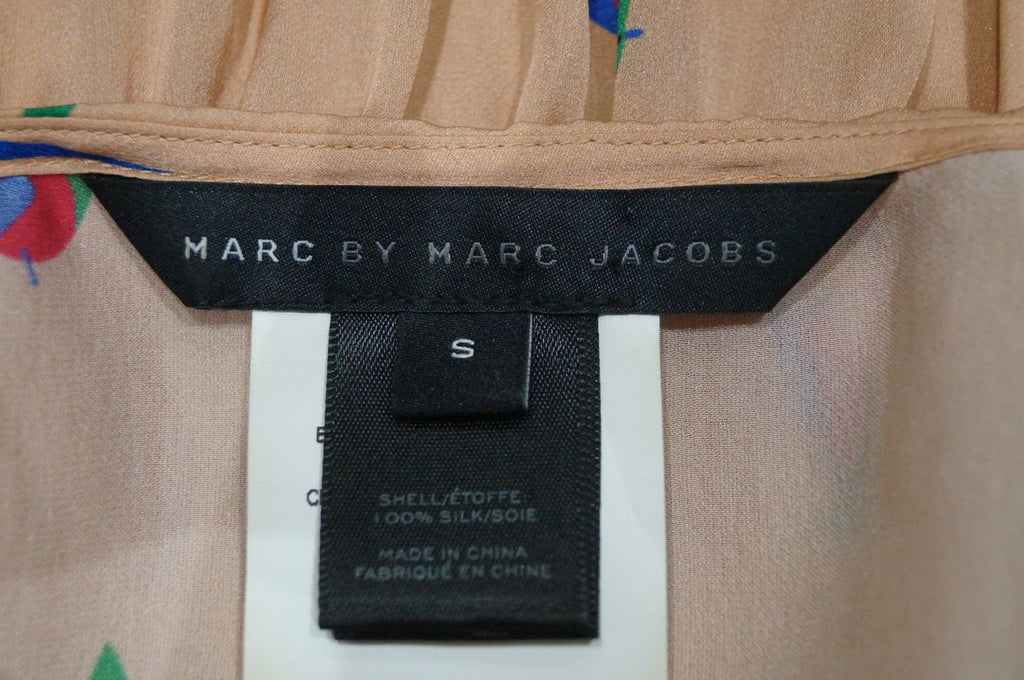 MARC BY MARC JACOBS
S
E
C
SHELL/ÉTOFFE:
100% SILK/SOIE
MADE IN CHINA
FABRIQUÉ EN CHINE